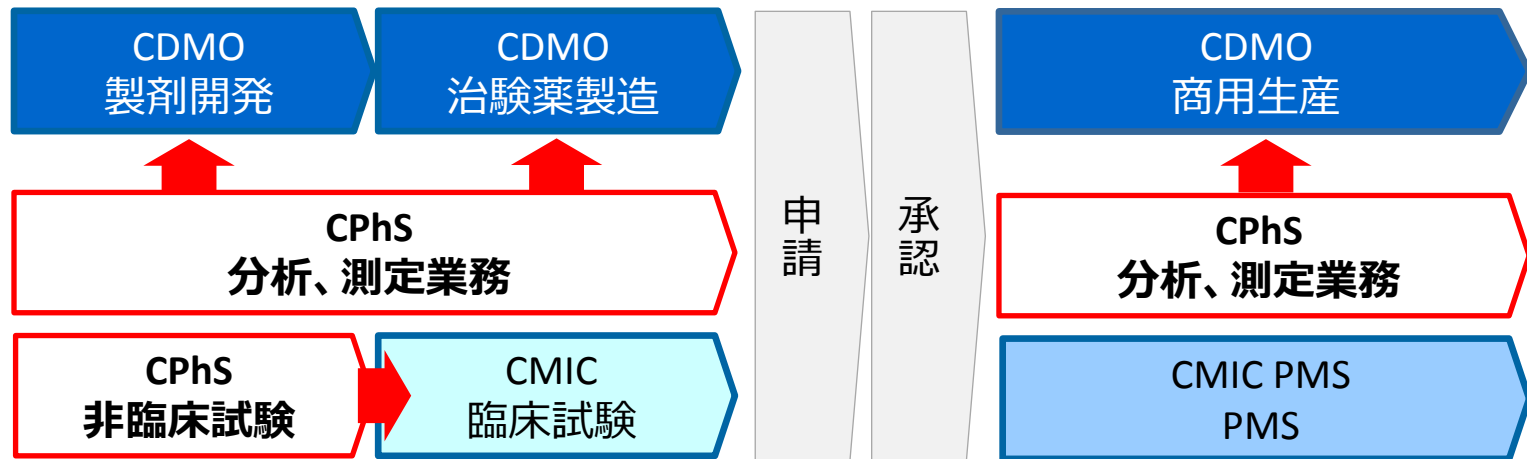 CDMO
製剤開発
CDMO
治験薬製造
CDMO
商用生産
CPhS
分析、測定業務
申請
承認
CPhS
分析、測定業務
CPhS
非臨床試験
CMIC
臨床試験
CMIC PMS
PMS